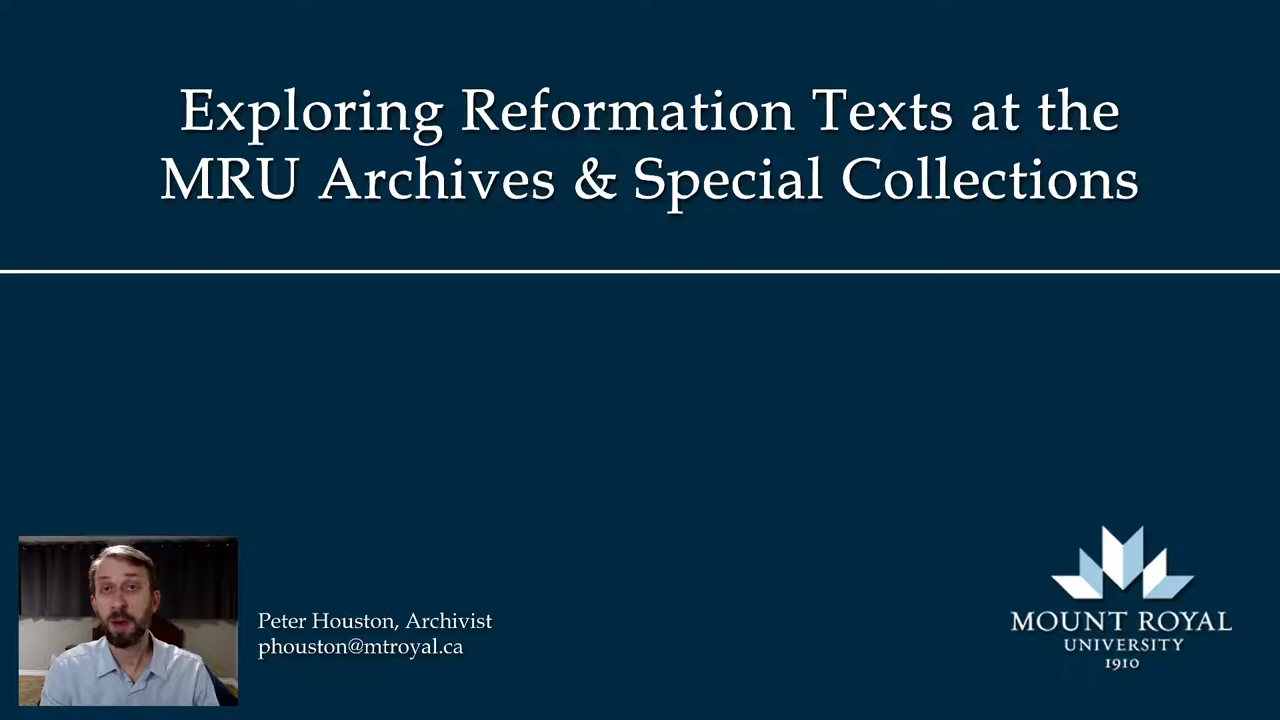 Exploring Reformation Texts at the
MRU Archives & Special Collections
Peter Houston, Archivist
phouston@mtroyal.ca
MOUNT ROYAL
UNIVERSITY
1910